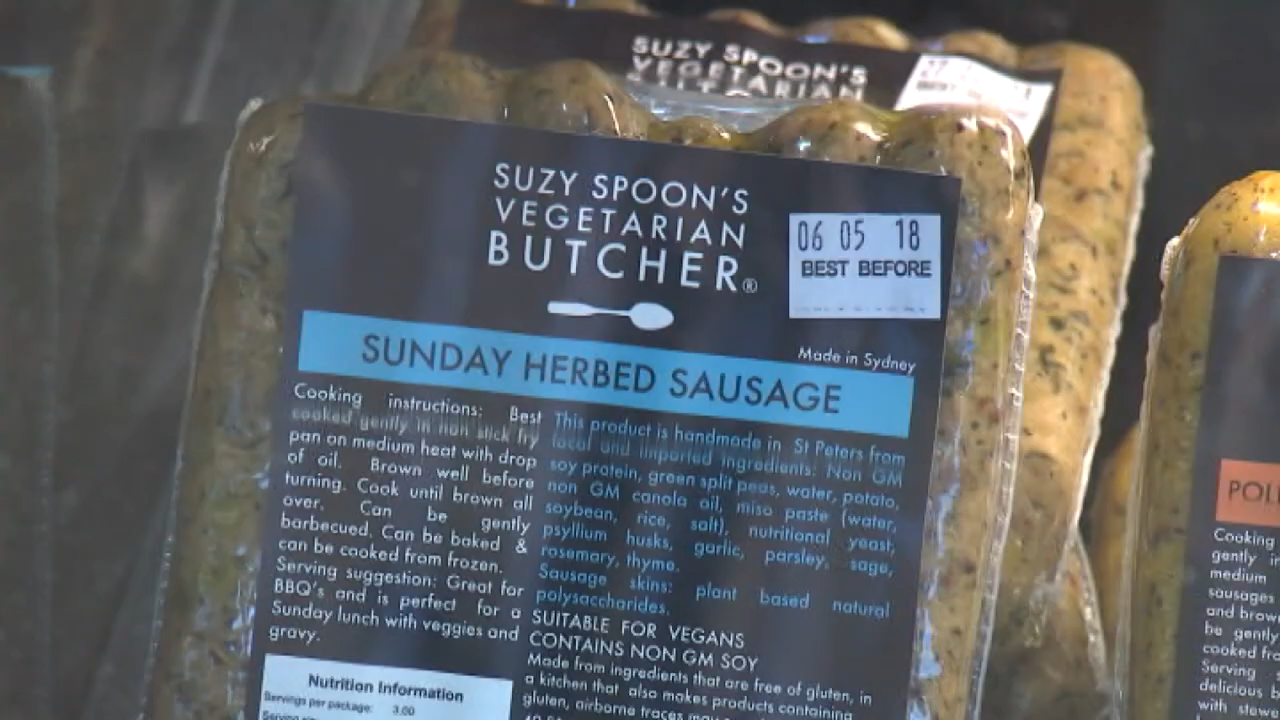 SUZY SPOON'S
VEGETARIAN
SUZY SPOON'S
VEGETARIAN
BUTCHER®
06 05 18
BEST BEFORE
Made in Sydney
SUNDAY HERBED SAUSAGE
Cooking instructions: Best
cooked gently in non stick fry
pan on medium heat with drop
of oil. Brown well before
turning. Cook until brown all
over. Can be gently
barbecued. Can be baked &
can be cooked from frozen.
Serving suggestion: Great for
BBQ's and is perfect for a
Sunday lunch with veggies and
gravy.
This product is handmade in St Peters from
local and imported ingredients: Non GM
soy protein, green split peas, water, potato,
non GM canola oil, miso paste (water,
soybean, rice, salt), nutritional yeast,
psyllium husks, garlic, parsley, sage,
rosemary, thyme.
Sausage skins: plant based natural
polysaccharides.
SUITABLE FOR VEGANS
CONTAINS NON GM SOY
Made from ingredients that are free of gluten, in
a kitchen that also makes products containing
gluten, airborne traces may
Nutrition Information
Servings per package: 3.00
Cooking
gently
medium
sausages
and
be gently
cooked
Serving
delicious
with